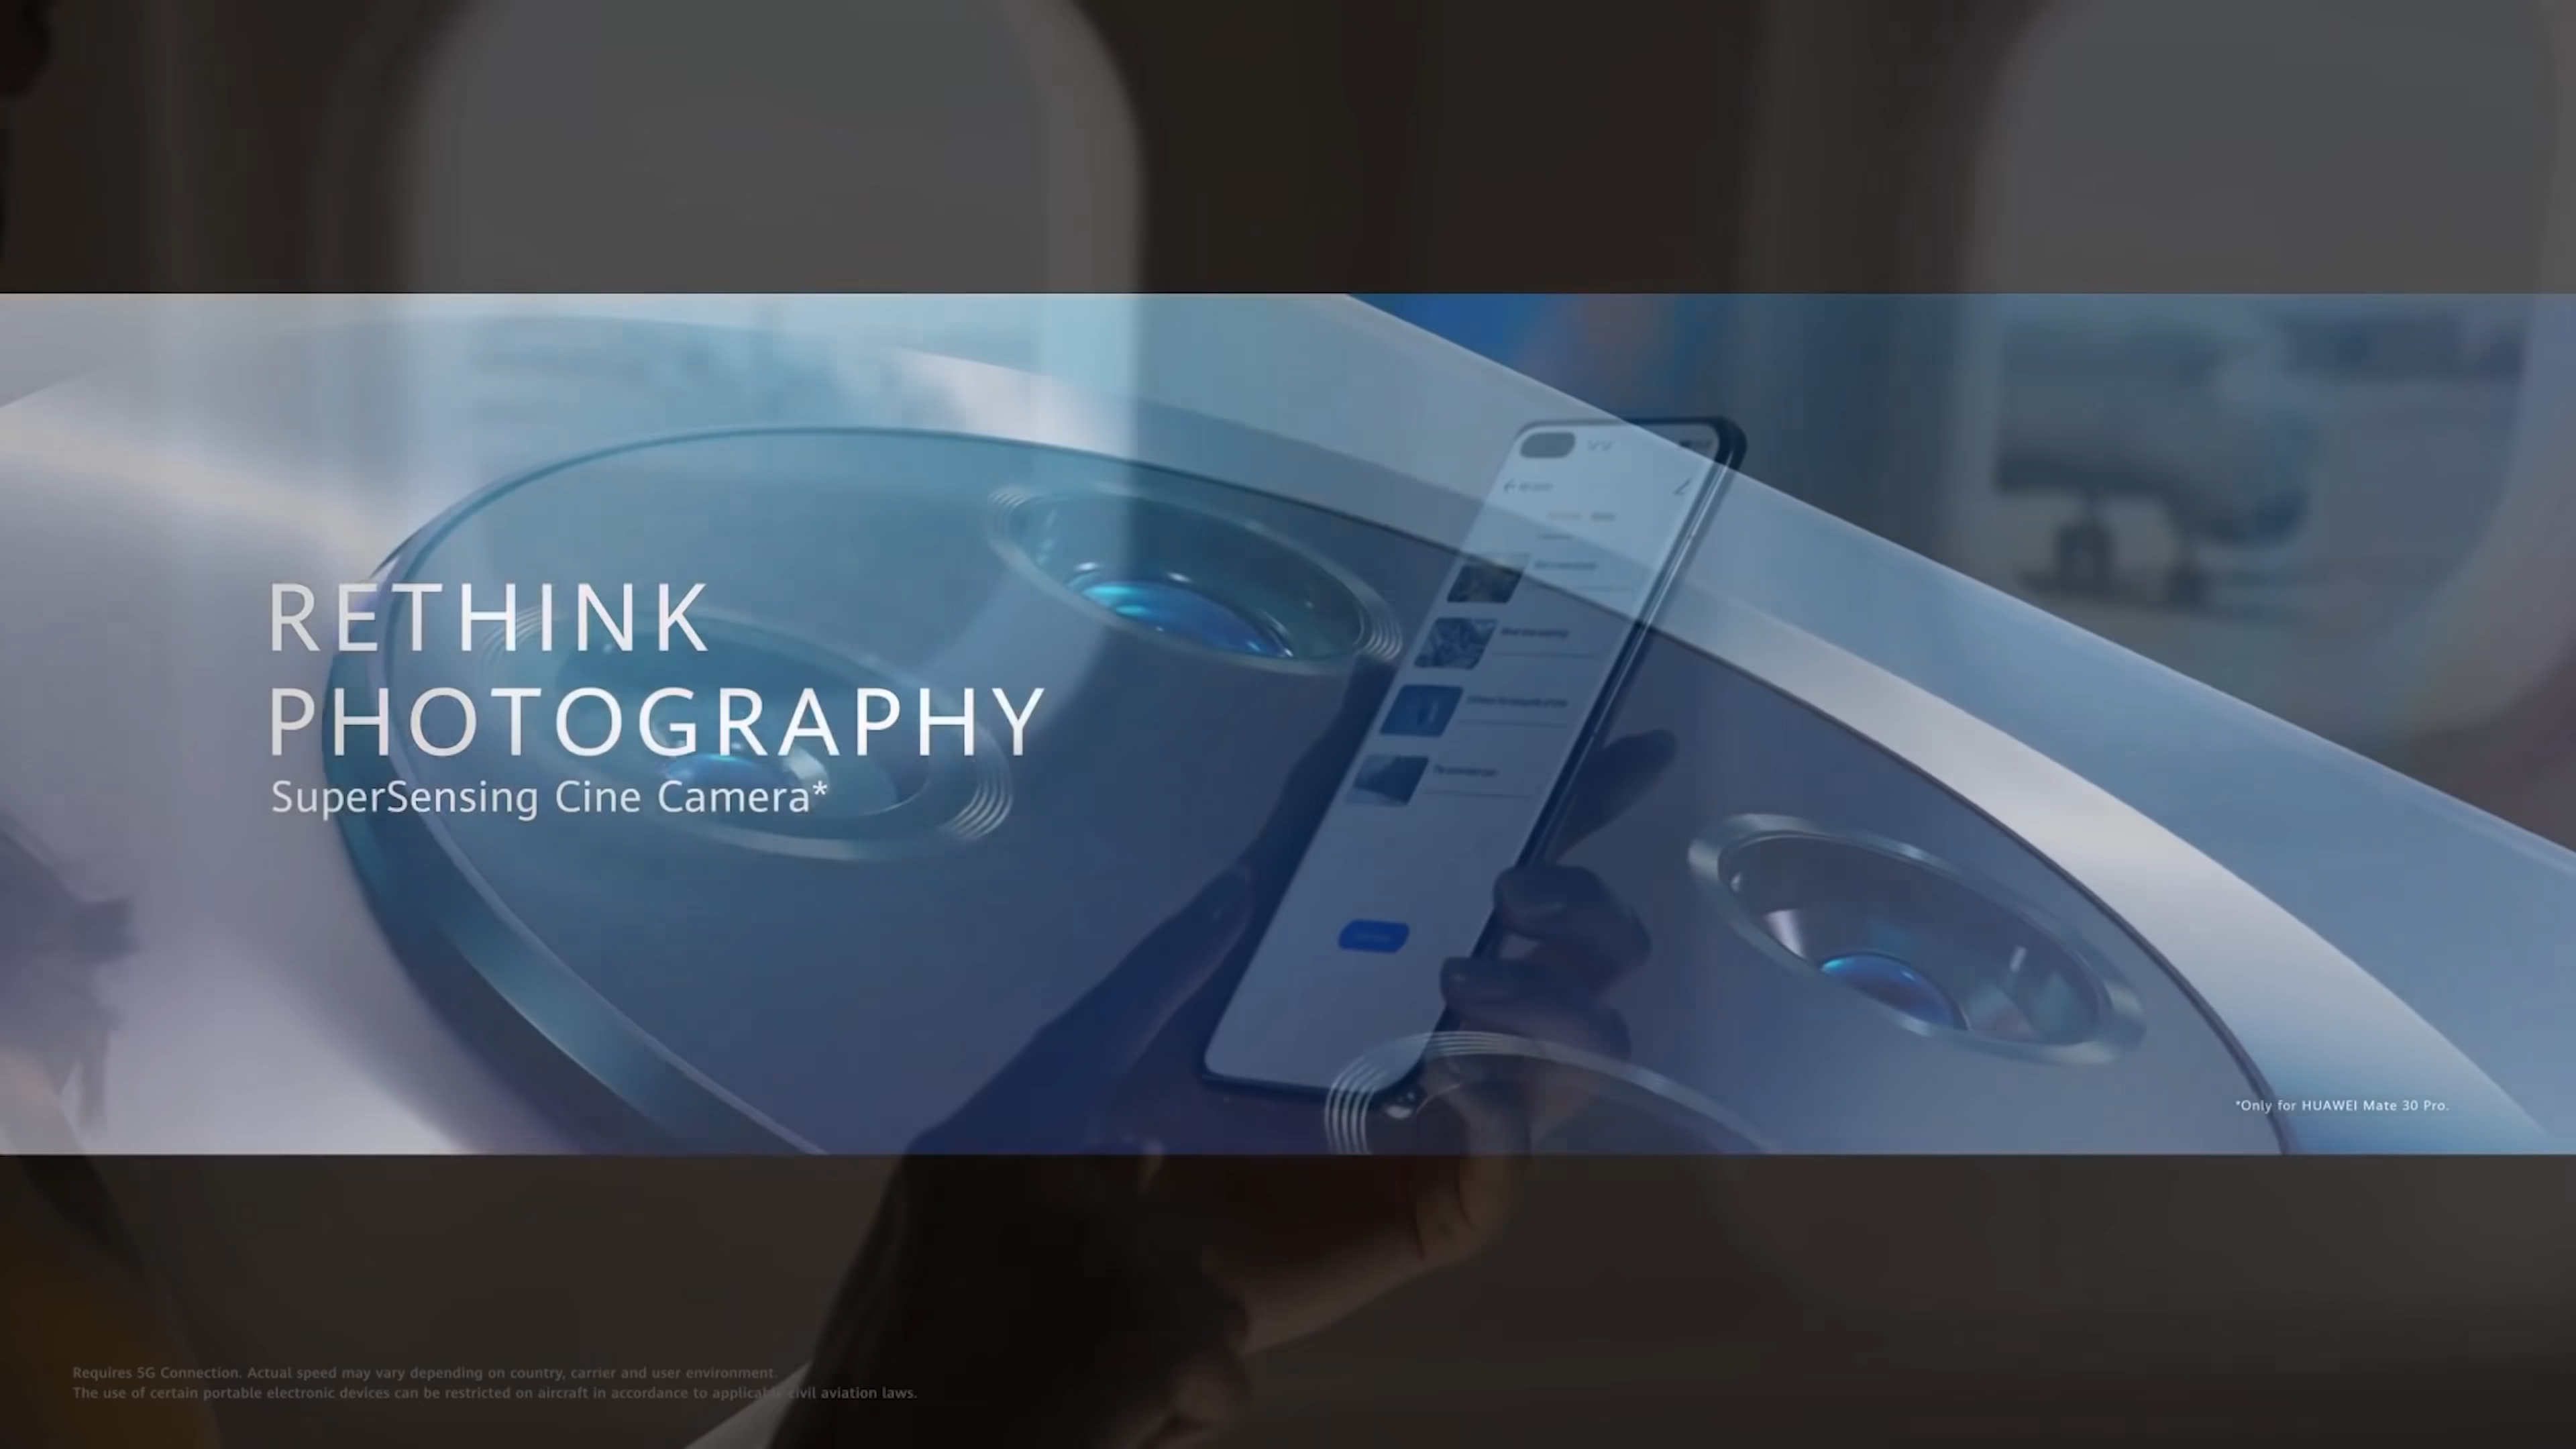 RETHINK
PHOTOGRAPHY
SuperSensing Cine Camera*
*Only for HUAWEI Mate 30 Pro.
Requires 5G Connection. Actual speed may vary depending on country, carrier and user environment.
The use of certain portable electronic devices can be restricted on aircraft in accordance to applicable civil aviation laws.